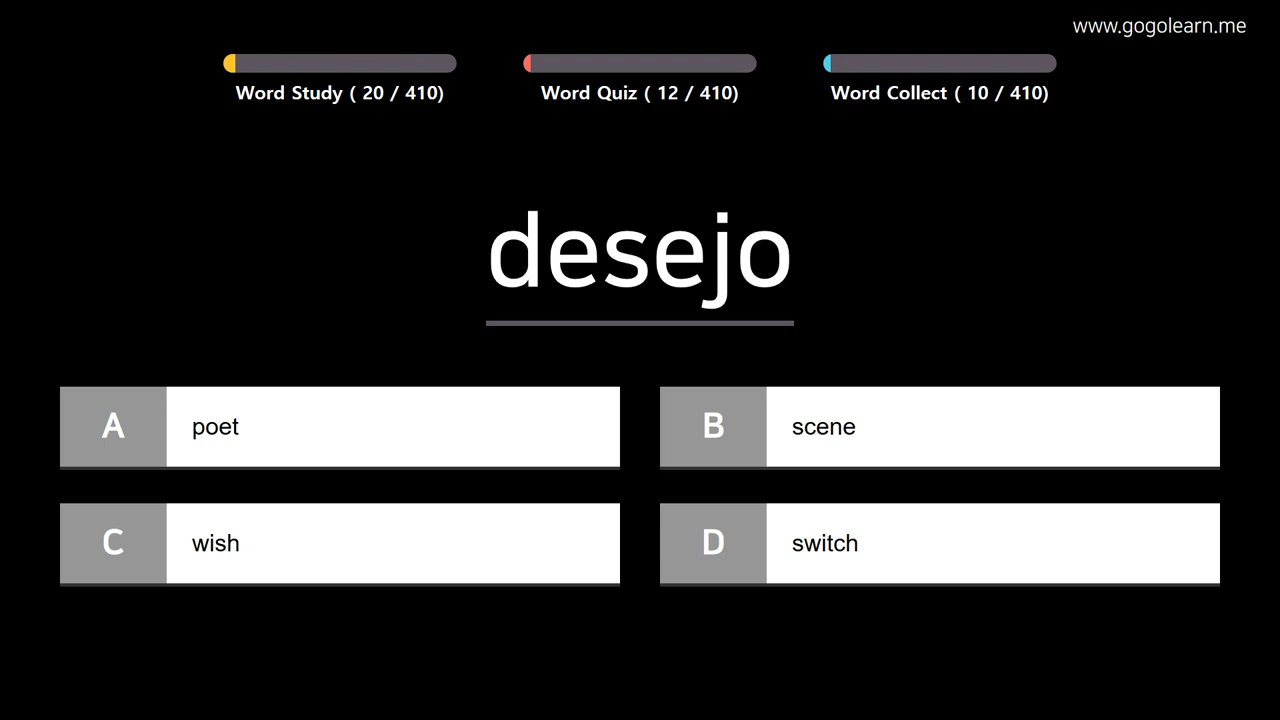 www.gogolearn.me
Word Study ( 20 / 410)
Word Quiz ( 12 / 410)
Word Collect ( 10 / 410)
desejo
A poet
B scene
C wish
D switch